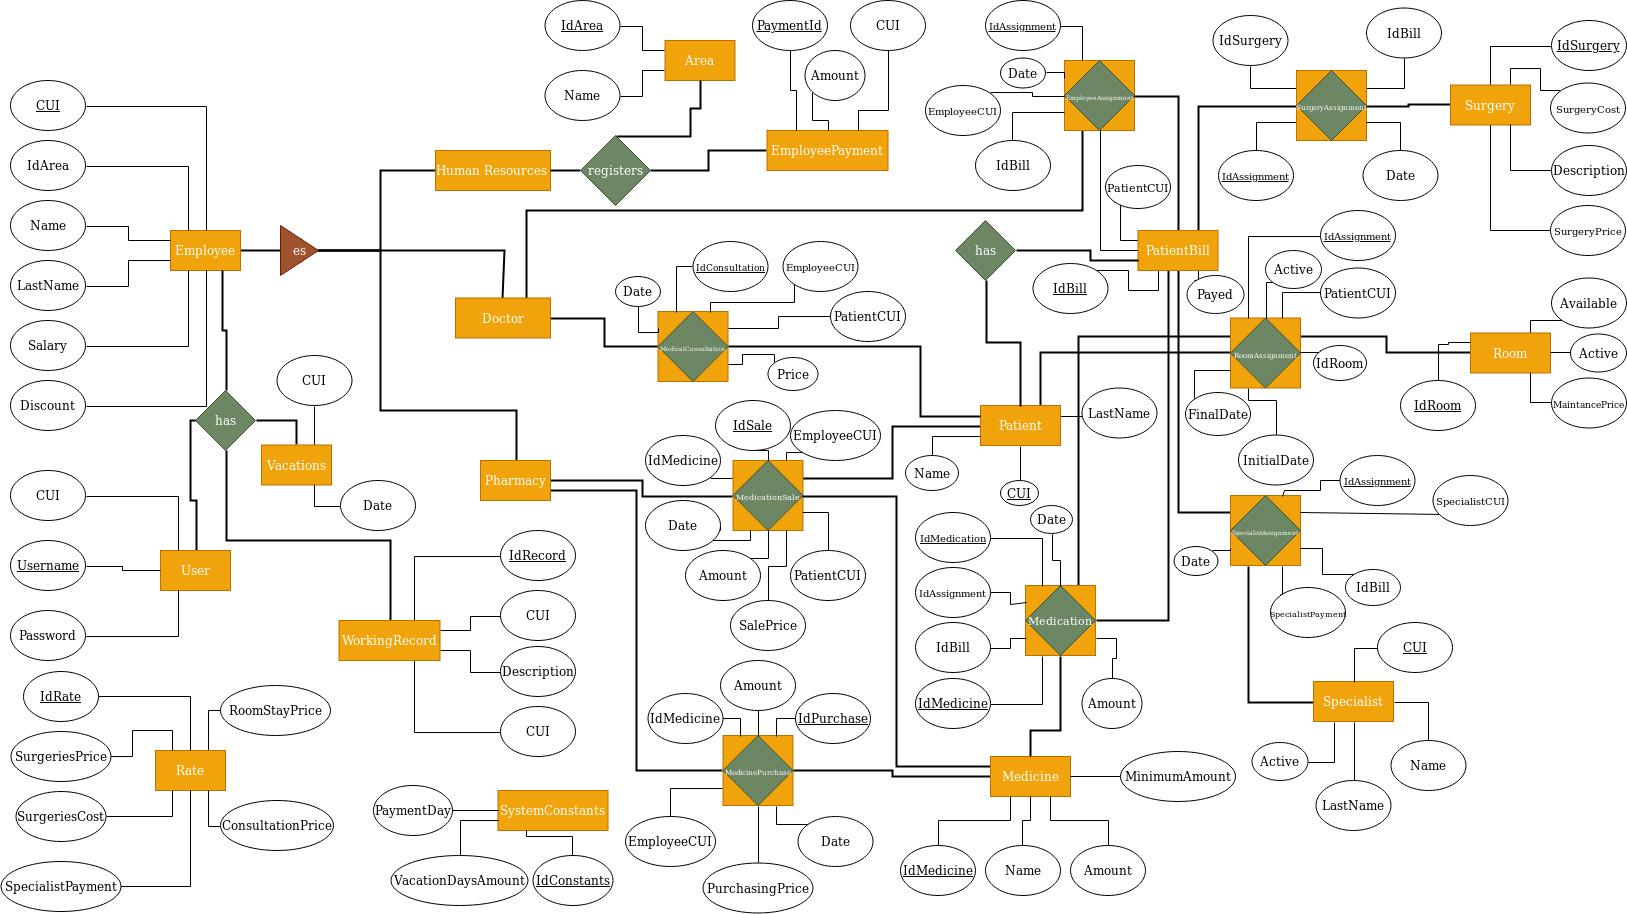 IdArea
Name
Area
PaymentId
CUI
Amount
EmployeePayment
Human Resources
registers
CUI
IdArea
Name
LastName
Salary
Discount
Employee
es
IdAssignment
Date
EmployeeCUI
IdBill
EmployeeAssignment
PatientCUI
PatientBill
IdBill
Payed
has
IdSurgery
IdBill
SurgeryAssignment
IdAssignment
Date
Surgery
IdSurgery
SurgeryCost
Description
SurgeryPrice
Doctor
Date
IdConsultation
EmployeeCUI
PatientCUI
MedicalConsultation
Price
IdAssignment
Active
PatientCUI
RoomAssignment
IdRoom
FinalDate
InitialDate
Room
Available
Active
MaintancePrice
IdRoom
Patient
LastName
Name
CUI
has
CUI
Vacations
Date
Pharmacy
IdSale
EmployeeCUI
IdMedicine
MedicationSale
Date
Amount
PatientCUI
SalePrice
CUI
Username
Password
User
IdRecord
CUI
Description
CUI
WorkingRecord
Date
IdMedication
IdAssignment
IdBill
IdMedicine
Medication
Amount
IdAssignment
SpecialistCUI
SpecialistAssignment
Date
IdBill
SpecialistPayment
CUI
Specialist
Active
LastName
Name
IdRate
RoomStayPrice
SurgeriesPrice
Rate
SurgeriesCost
ConsultationPrice
SpecialistPayment
PaymentDay
SystemConstants
VacationDaysAmount
IdConstants
Amount
IdMedicine
IdPurchase
MedicinePurchase
EmployeeCUI
Date
PurchasingPrice
Medicine
MinimumAmount
IdMedicine
Name
Amount